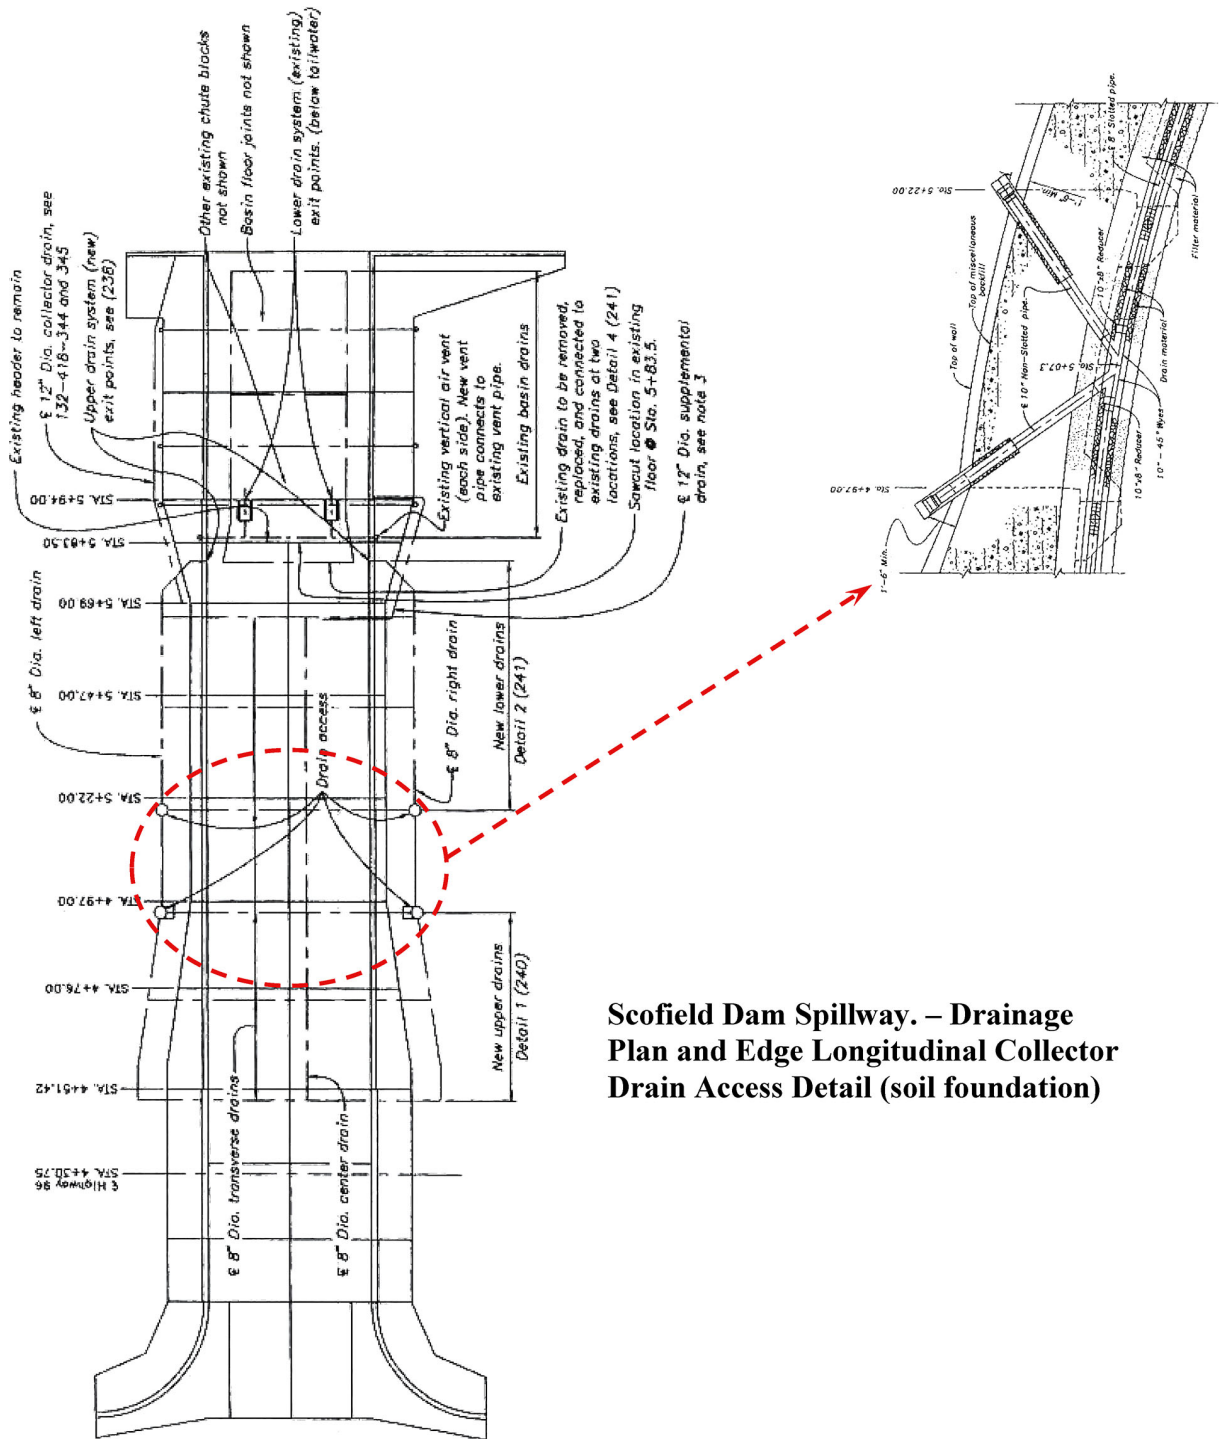 Other existing chute blocks
not shown
Basin floor joints not shown
Lower drain system (existing)
exit points. (below tailwater)
Existing header to remain
℄ 12" Dia. collector drain, see
132-418-344 and 345
Upper drain system (new)
exit points, see (238)
STA. 5+94.00
STA. 5+83.50
STA. 5+69.00
STA. 5+47.00
STA. 5+22.00
STA. 4+97.00
STA. 4+76.00
STA. 4+51.42
STA. 4+30.75
℄ Highway 96
℄ 8" Dia. left drain
Drain access
℄ 8" Dia. right drain
℄ 8" Dia. transverse drains
℄ 8" Dia. center drain
New upper drains
Detail 1 (240)
New lower drains
Detail 2 (241)
Existing vertical air vent
(each side). New vent
pipe connects to
existing vent pipe.
Existing basin drains
Existing drain to be removed,
replaced, and connected to
existing drains at two
locations, see Detail 4 (241)
Sawcut location in existing
floor @ Sta. 5+83.5.
℄ 12" Dia. supplemental
drain, see note 3
Sta. 5+22.00
Sta. 4+97.00
Sta. 5+07.3
1'-6" Min.
1'-6" Min.
Top of wall
Top of miscellaneous
backfill
℄ 10" Non-Slotted pipe.
℄ 8" Slotted pipe.
10"x8" Reducer
10"x8" Reducer
10" - 45° Wyes
Drain material
Filter material
Scofield Dam Spillway. – Drainage
Plan and Edge Longitudinal Collector
Drain Access Detail (soil foundation)